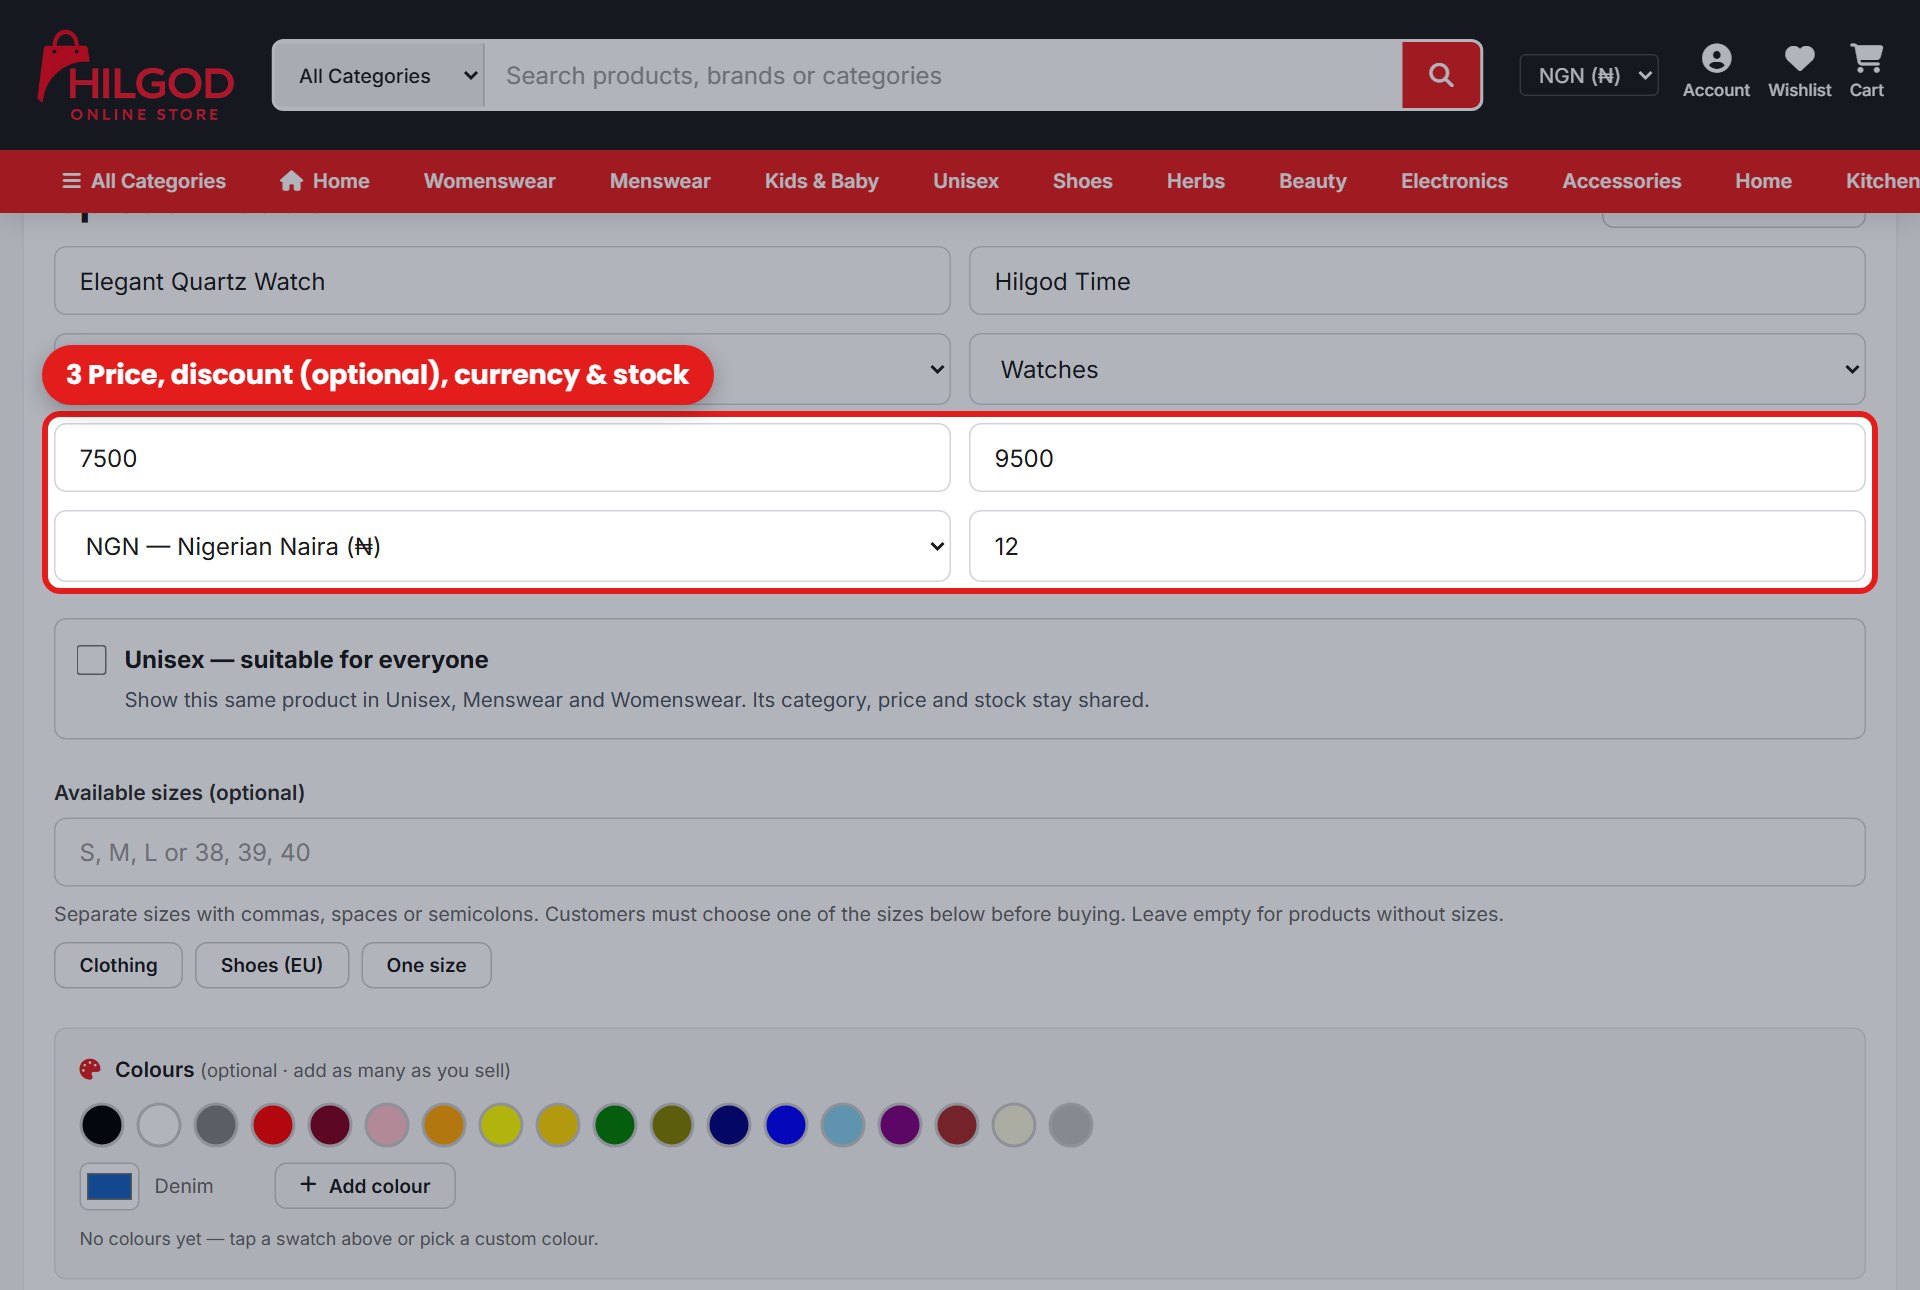 HILGOD
ONLINE STORE
All Categories
Search products, brands or categories
NGN (₦)
Account
Wishlist
Cart
All Categories
Home
Womenswear
Menswear
Kids & Baby
Unisex
Shoes
Herbs
Beauty
Electronics
Accessories
Home
Kitchen
Elegant Quartz Watch
Hilgod Time
3 Price, discount (optional), currency & stock
Watches
7500
9500
NGN — Nigerian Naira (₦)
12
Unisex — suitable for everyone
Show this same product in Unisex, Menswear and Womenswear. Its category, price and stock stay shared.
Available sizes (optional)
S, M, L or 38, 39, 40
Separate sizes with commas, spaces or semicolons. Customers must choose one of the sizes below before buying. Leave empty for products without sizes.
Clothing
Shoes (EU)
One size
Colours (optional · add as many as you sell)
Denim
+ Add colour
No colours yet — tap a swatch above or pick a custom colour.